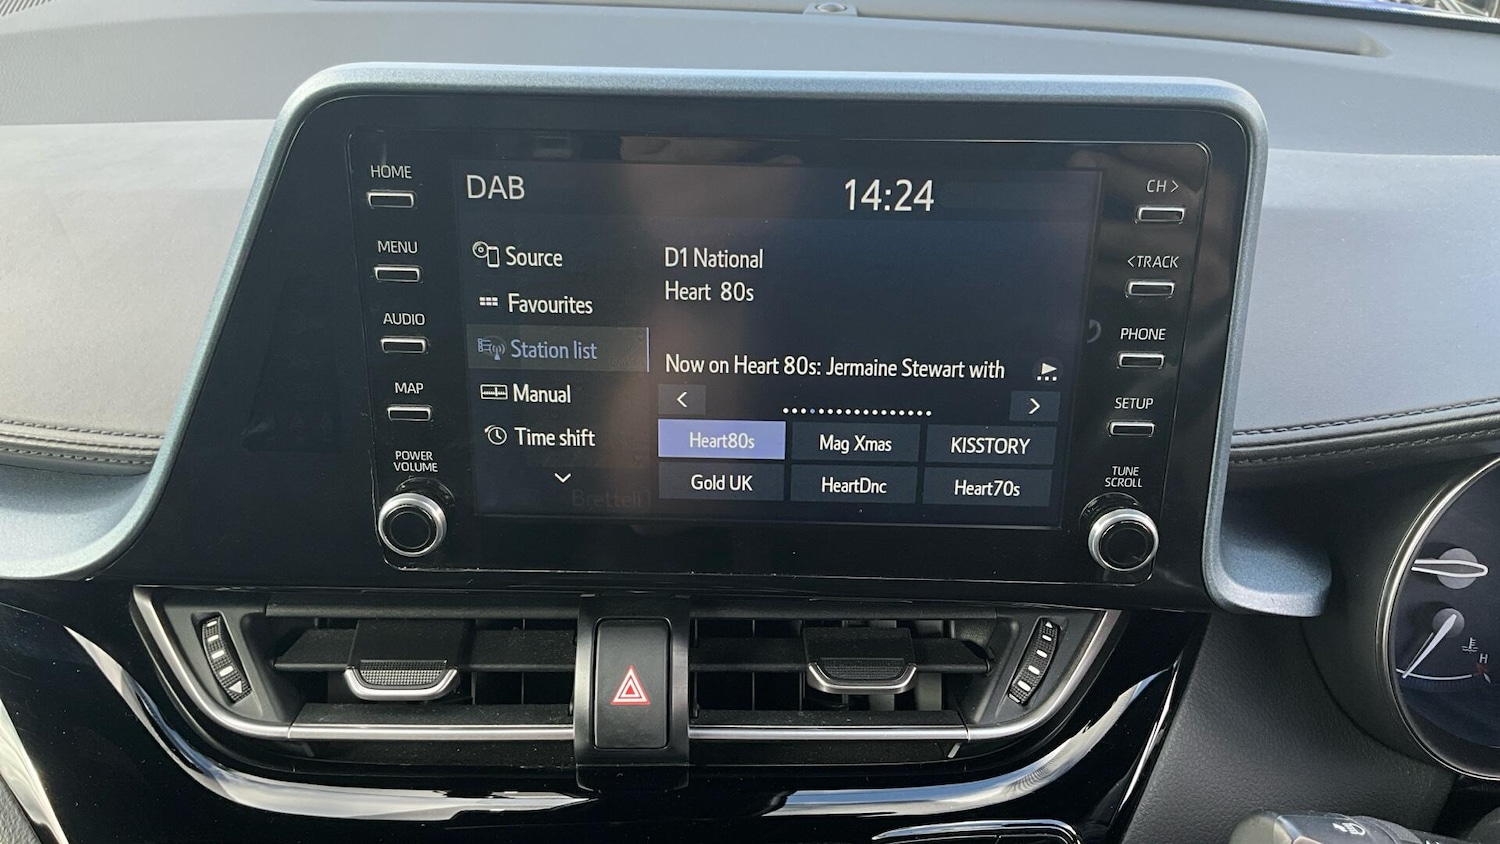 HOME
MENU
AUDIO
MAP
POWER
VOLUME
DAB
14:24
Source
Favourites
Station list
Manual
Time shift
D1 National
Heart 80s
Now on Heart 80s: Jermaine Stewart with
Heart80s
Mag Xmas
KISSTORY
Gold UK
HeartDnc
Heart70s
CH >
<TRACK
PHONE
SETUP
TUNE
SCROLL
H